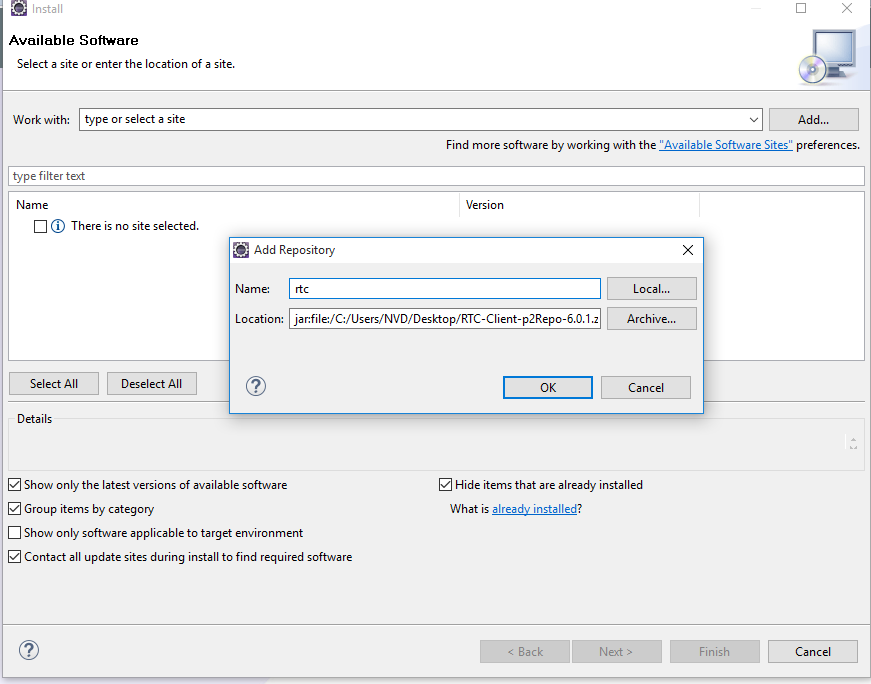 Install
Available Software
Select a site or enter the location of a site.
Work with: type or select a site Add...
Find more software by working with the "Available Software Sites" preferences.
type filter text
Name Version
There is no site selected.
Add Repository
Name: rtc Local...
Location: jar:file:/C:/Users/NVD/Desktop/RTC-Client-p2Repo-6.0.1.z Archive...
OK Cancel
Select All Deselect All
Details
Show only the latest versions of available software Hide items that are already installed
Group items by category What is already installed?
Show only software applicable to target environment
Contact all update sites during install to find required software
< Back Next > Finish Cancel